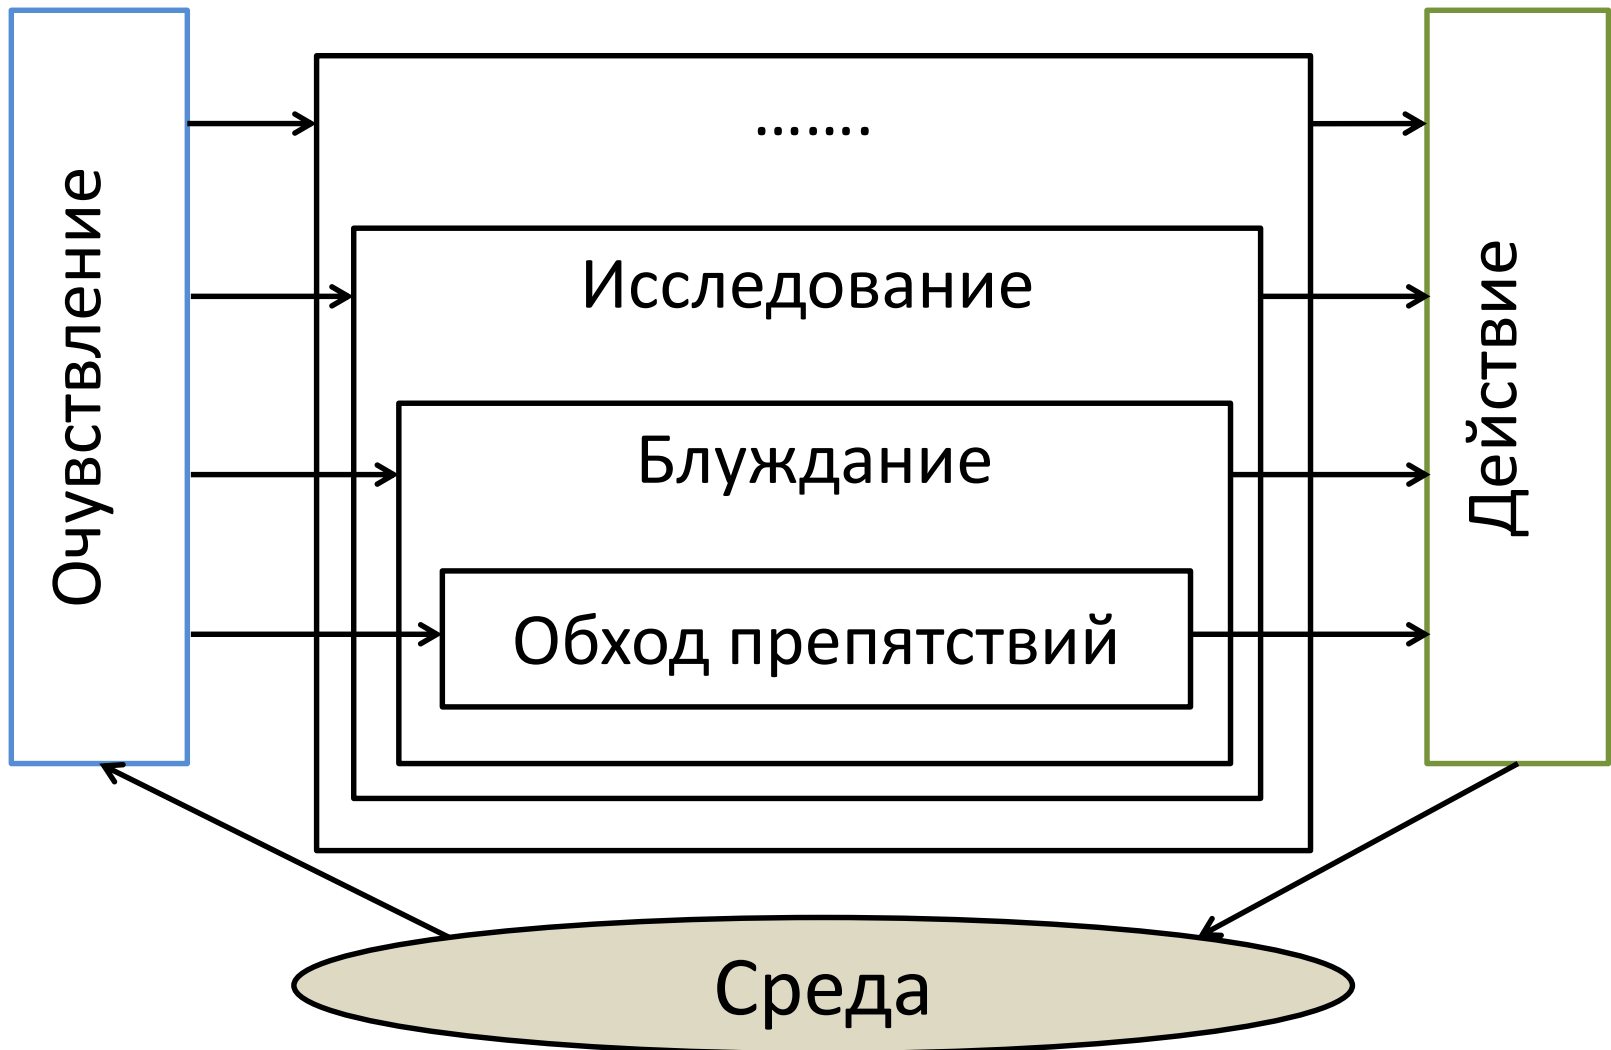 Очувствление
…….
Исследование
Блуждание
Обход препятствий
Действие
Среда